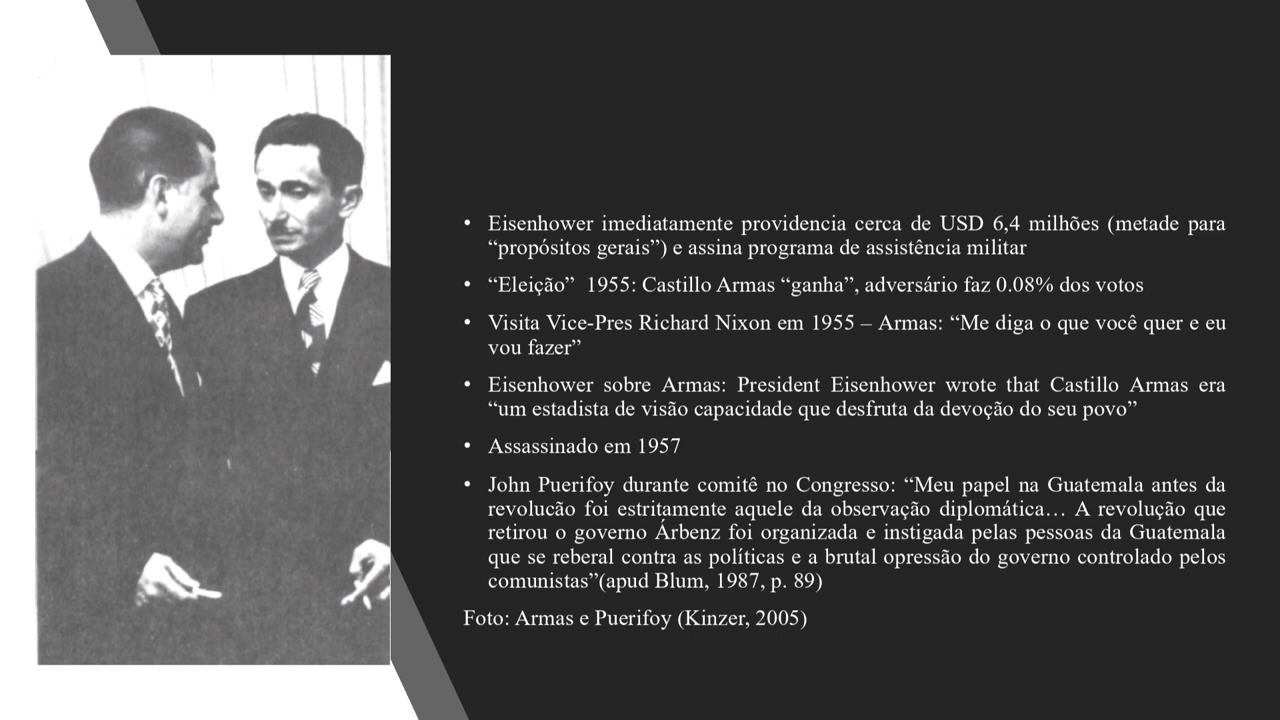 • Eisenhower imediatamente providencia cerca de USD 6,4 milhões (metade para
“propósitos gerais”) e assina programa de assistência militar
• “Eleição” 1955: Castillo Armas “ganha”, adversário faz 0.08% dos votos
• Visita Vice-Pres Richard Nixon em 1955 – Armas: “Me diga o que você quer e eu
vou fazer”
• Eisenhower sobre Armas: President Eisenhower wrote that Castillo Armas era
“um estadista de visão capacidade que desfruta da devoção do seu povo”
• Assassinado em 1957
• John Puerifoy durante comitê no Congresso: “Meu papel na Guatemala antes da
revolucão foi estritamente aquele da observação diplomática… A revolução que
retirou o governo Árbenz foi organizada e instigada pelas pessoas da Guatemala
que se reberal contra as políticas e a brutal opressão do governo controlado pelos
comunistas”(apud Blum, 1987, p. 89)
Foto: Armas e Puerifoy (Kinzer, 2005)